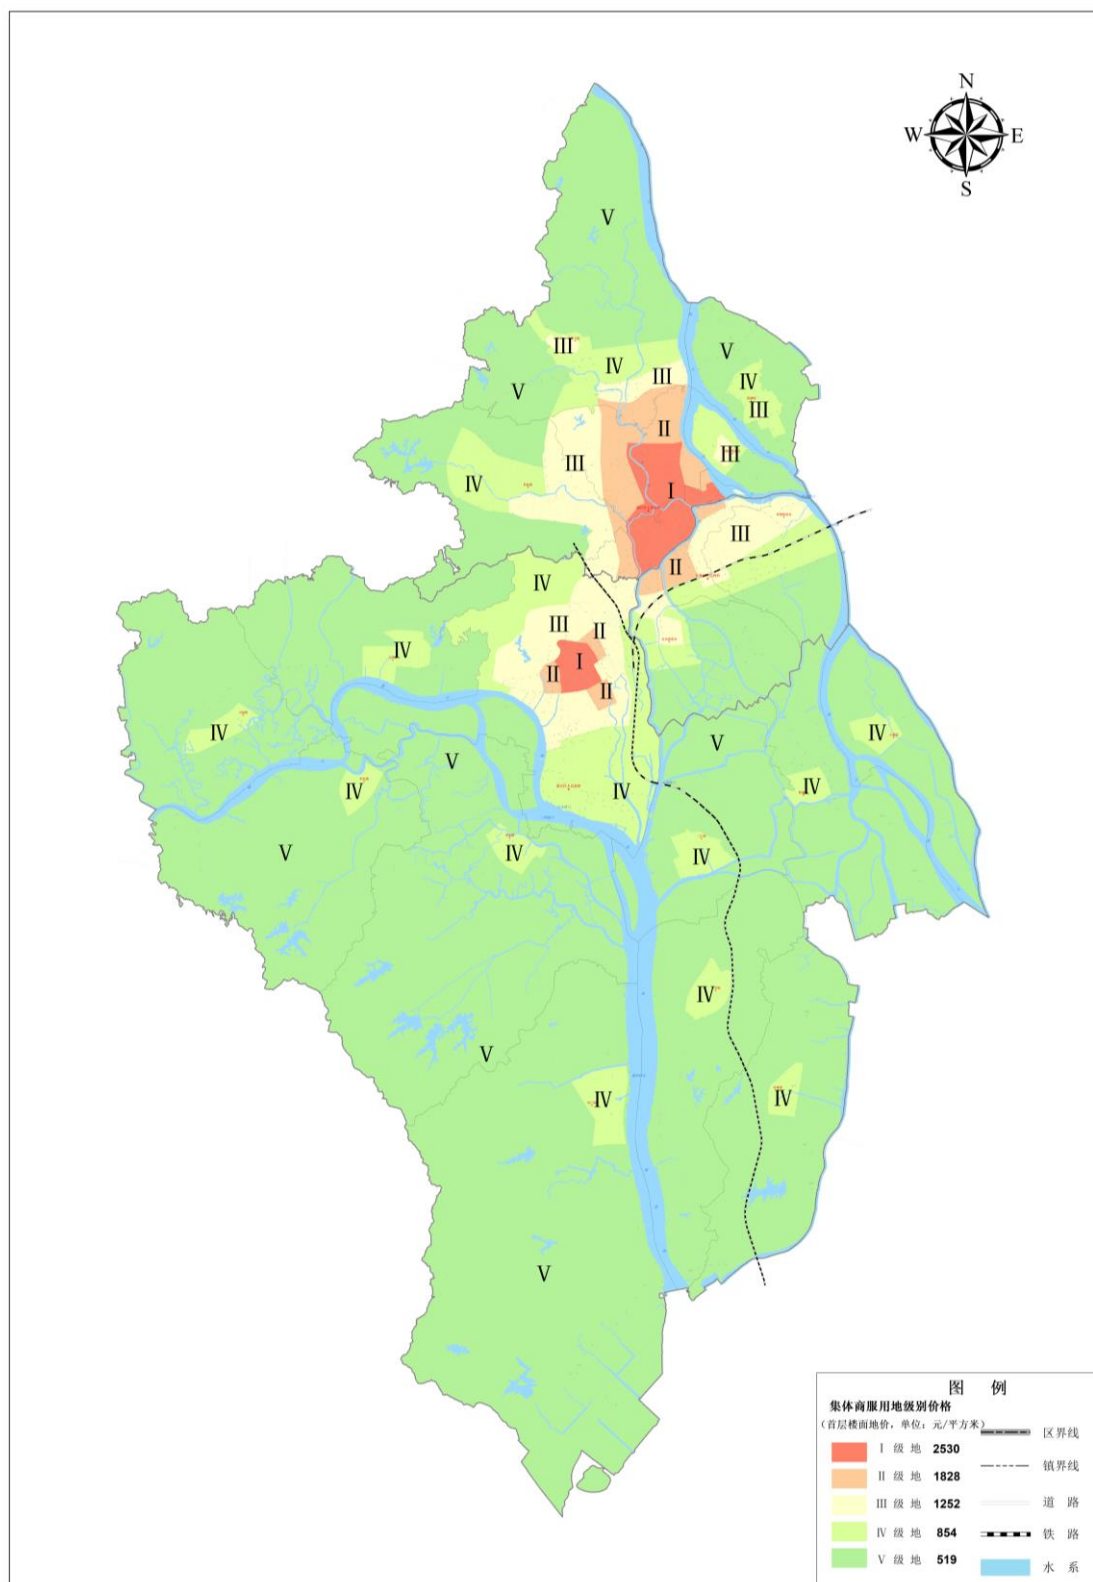 N
W E
S
V
III
IV
III
V
V
IV
II
III
III
III
IV
I
III
II
IV
III
II
I
IV
II
II
IV
IV
V
V
IV
IV
IV
V
IV
IV
IV
V
IV
IV
V
图 例
集体商服用地级别价格
(首层楼面地价,单位:元/平方米)
I 级 地 2530
II 级 地 1828
III 级 地 1252
IV 级 地 854
V 级 地 519
区界线
镇界线
道 路
铁 路
水 系